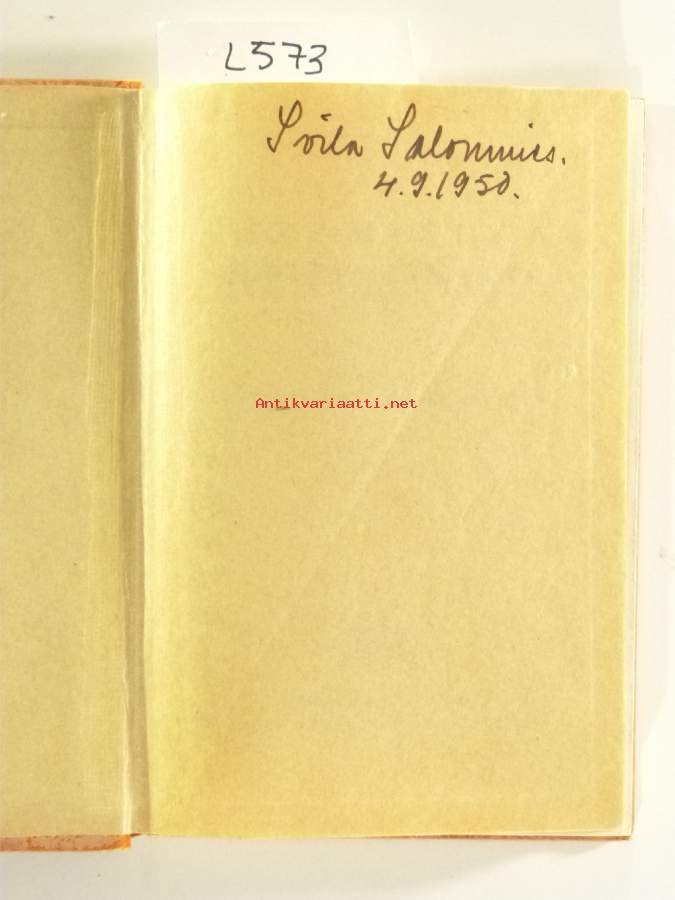 L573
Soila Salonmies.
4.9.1950.
Antikvariaatti.net